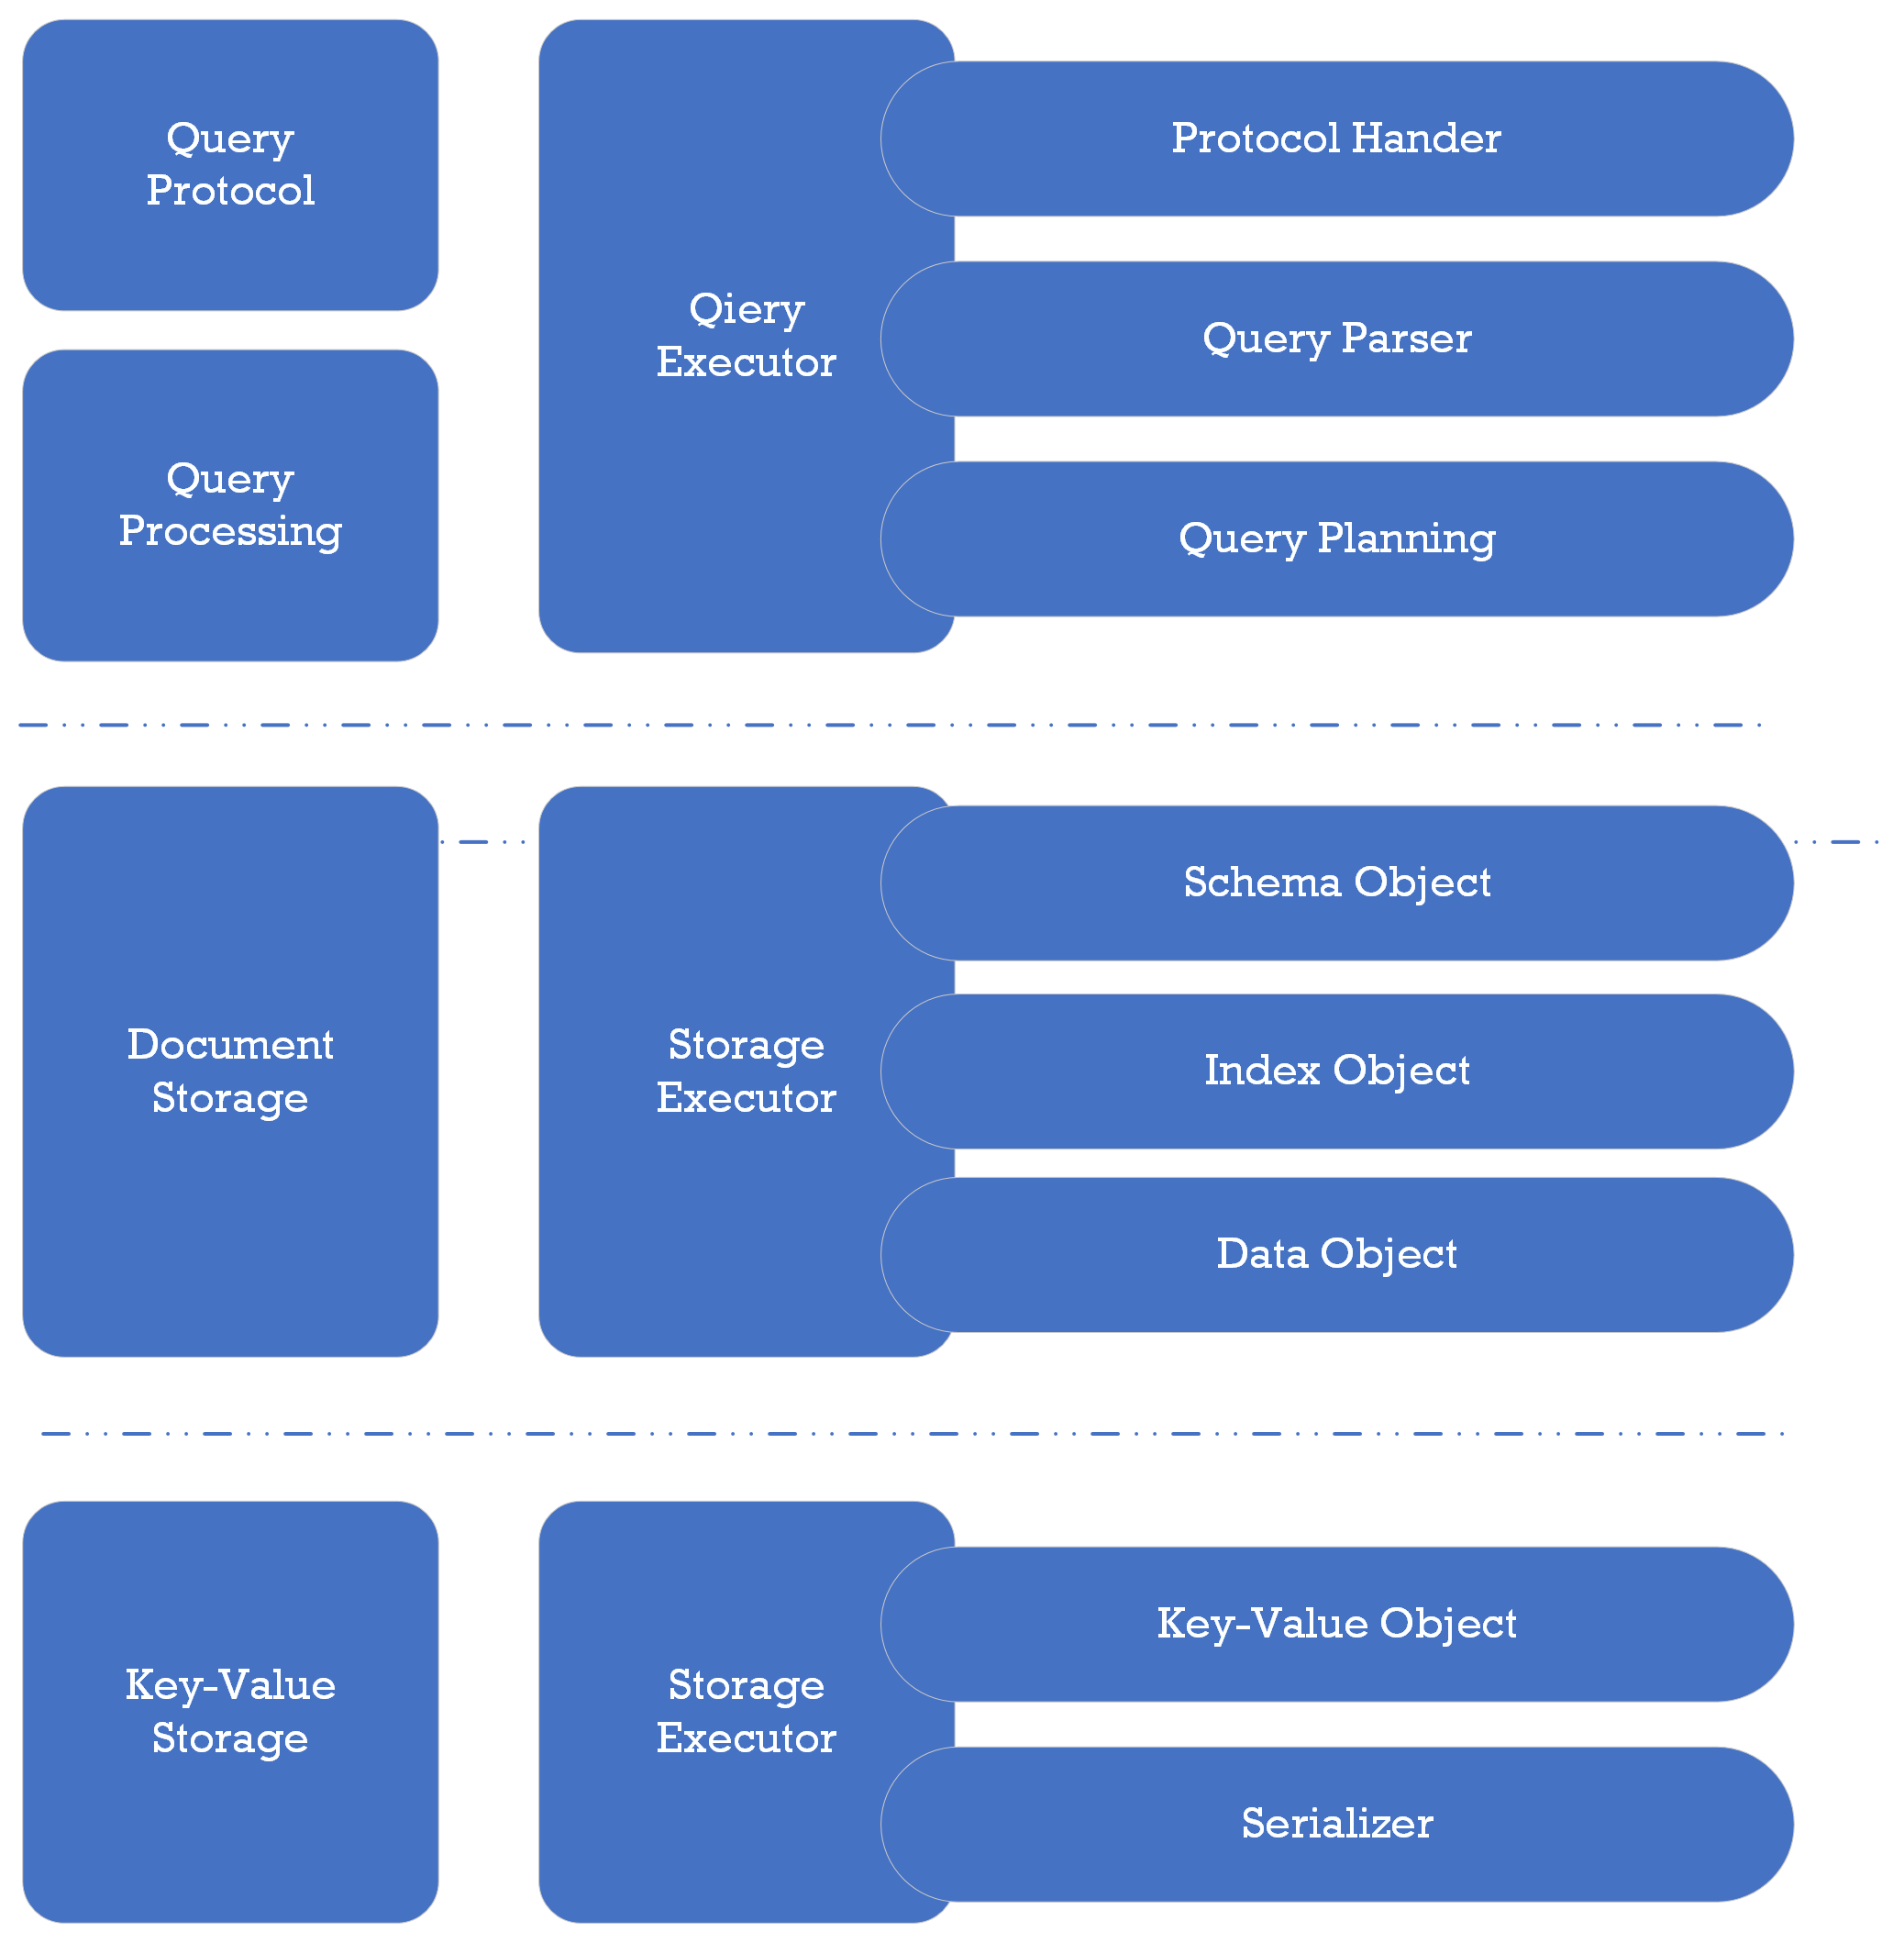 Query
Protocol
Qiery
Executor
Protocol Hander
Query Parser
Query Planning
Query
Processing
Document
Storage
Storage
Executor
Schema Object
Index Object
Data Object
Key-Value
Storage
Storage
Executor
Key-Value Object
Serializer